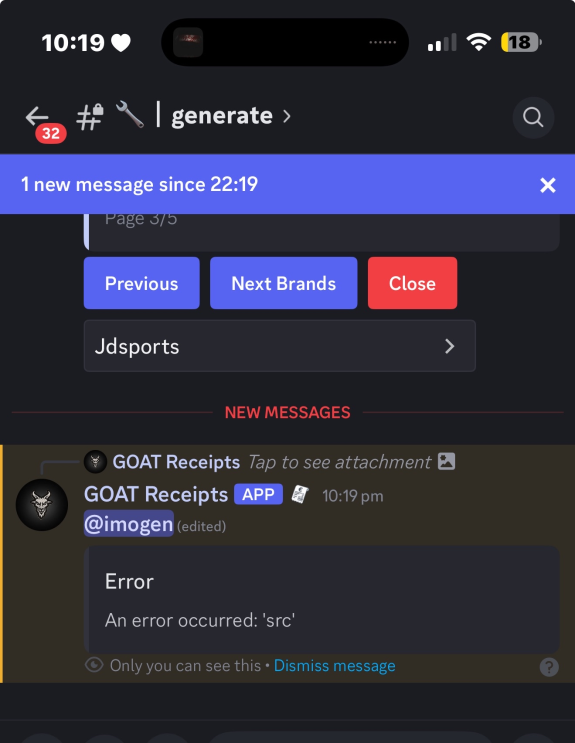 10:19
18
32
generate
1 new message since 22:19
Page 3/5
Previous
Next Brands
Close
Jdsports
NEW MESSAGES
GOAT Receipts Tap to see attachment
GOAT Receipts APP 10:19 pm
@imogen (edited)
Error
An error occurred: 'src'
Only you can see this • Dismiss message